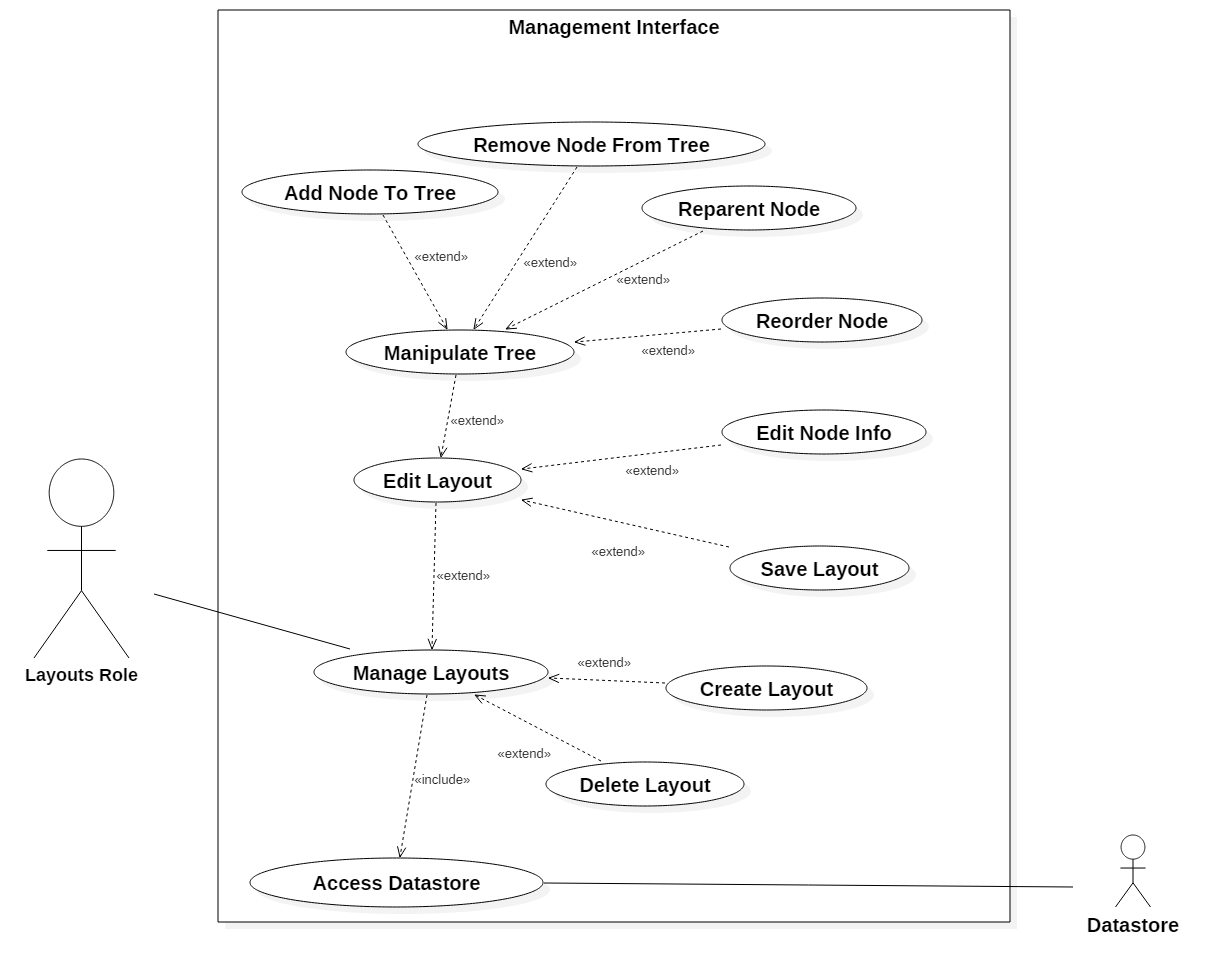 Management Interface
Remove Node From Tree
Add Node To Tree
Reparent Node
«extend»
«extend»
«extend»
Reorder Node
Manipulate Tree
«extend»
«extend»
Edit Node Info
«extend»
Edit Layout
«extend»
Save Layout
«extend»
«extend»
Manage Layouts
Layouts Role
Create Layout
«extend»
«include»
Delete Layout
Access Datastore
Datastore